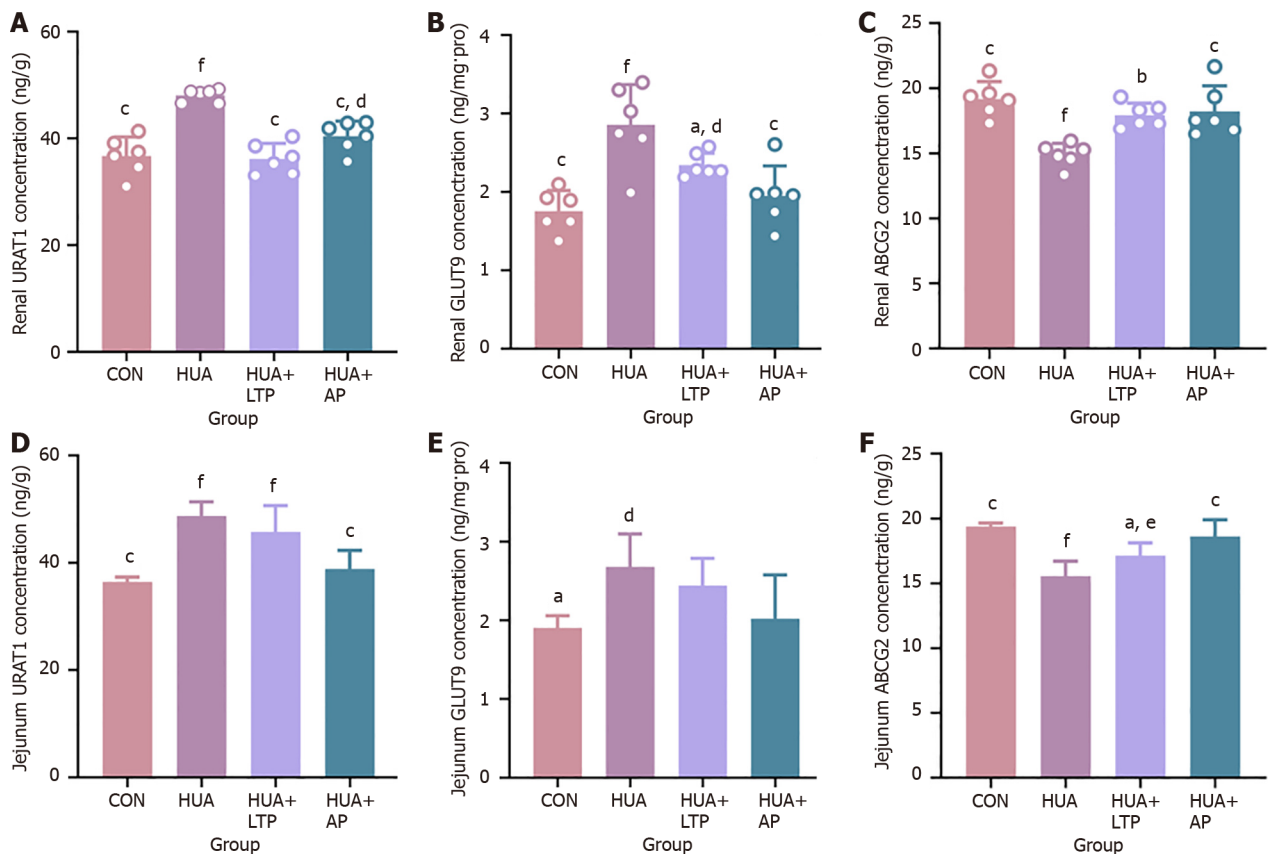 A
Renal URAT1 concentration (ng/g)
60
40
20
0
c
f
c
c, d
CON
HUA
HUA+
LTP
HUA+
AP
Group
B
Renal GLUT9 concenctration (ng/mg·pro)
4
3
2
1
0
c
f
a, d
c
CON
HUA
HUA+
LTP
HUA+
AP
Group
C
Renal ABCG2 concenctration (ng/g)
25
20
15
10
5
0
c
f
b
c
CON
HUA
HUA+
LTP
HUA+
AP
Group
D
Jejunum URAT1 concentration (ng/g)
60
40
20
0
c
f
f
c
CON
HUA
HUA+
LTP
HUA+
AP
Group
E
Jejunum GLUT9 concentration (ng/mg·pro)
4
3
2
1
0
a
d
CON
HUA
HUA+
LTP
HUA+
AP
Group
F
Jejunum ABCG2 concenctration (ng/g)
25
20
15
10
5
0
c
f
a, e
c
CON
HUA
HUA+
LTP
HUA+
AP
Group